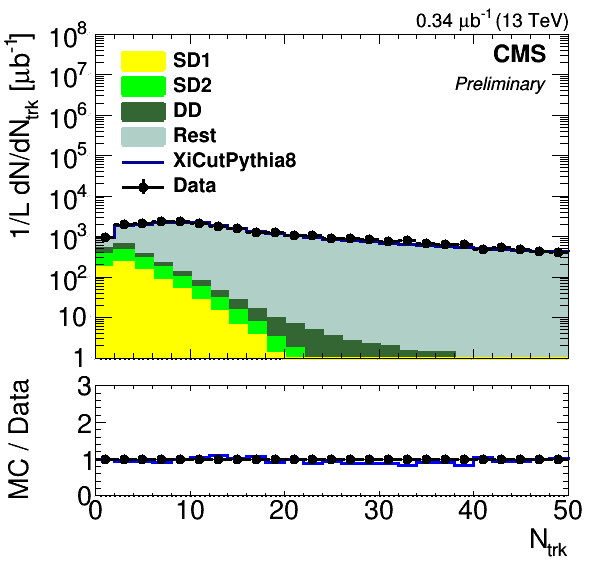 0.34 μb⁻¹ (13 TeV)
CMS
Preliminary
1/L dN/dN_trk [μb⁻¹]
10⁸
10⁷
10⁶
10⁵
10⁴
10³
10²
10
1
SD1
SD2
DD
Rest
XiCutPythia8
Data
MC / Data
3
2
1
0
0 10 20 30 40 50
N_trk